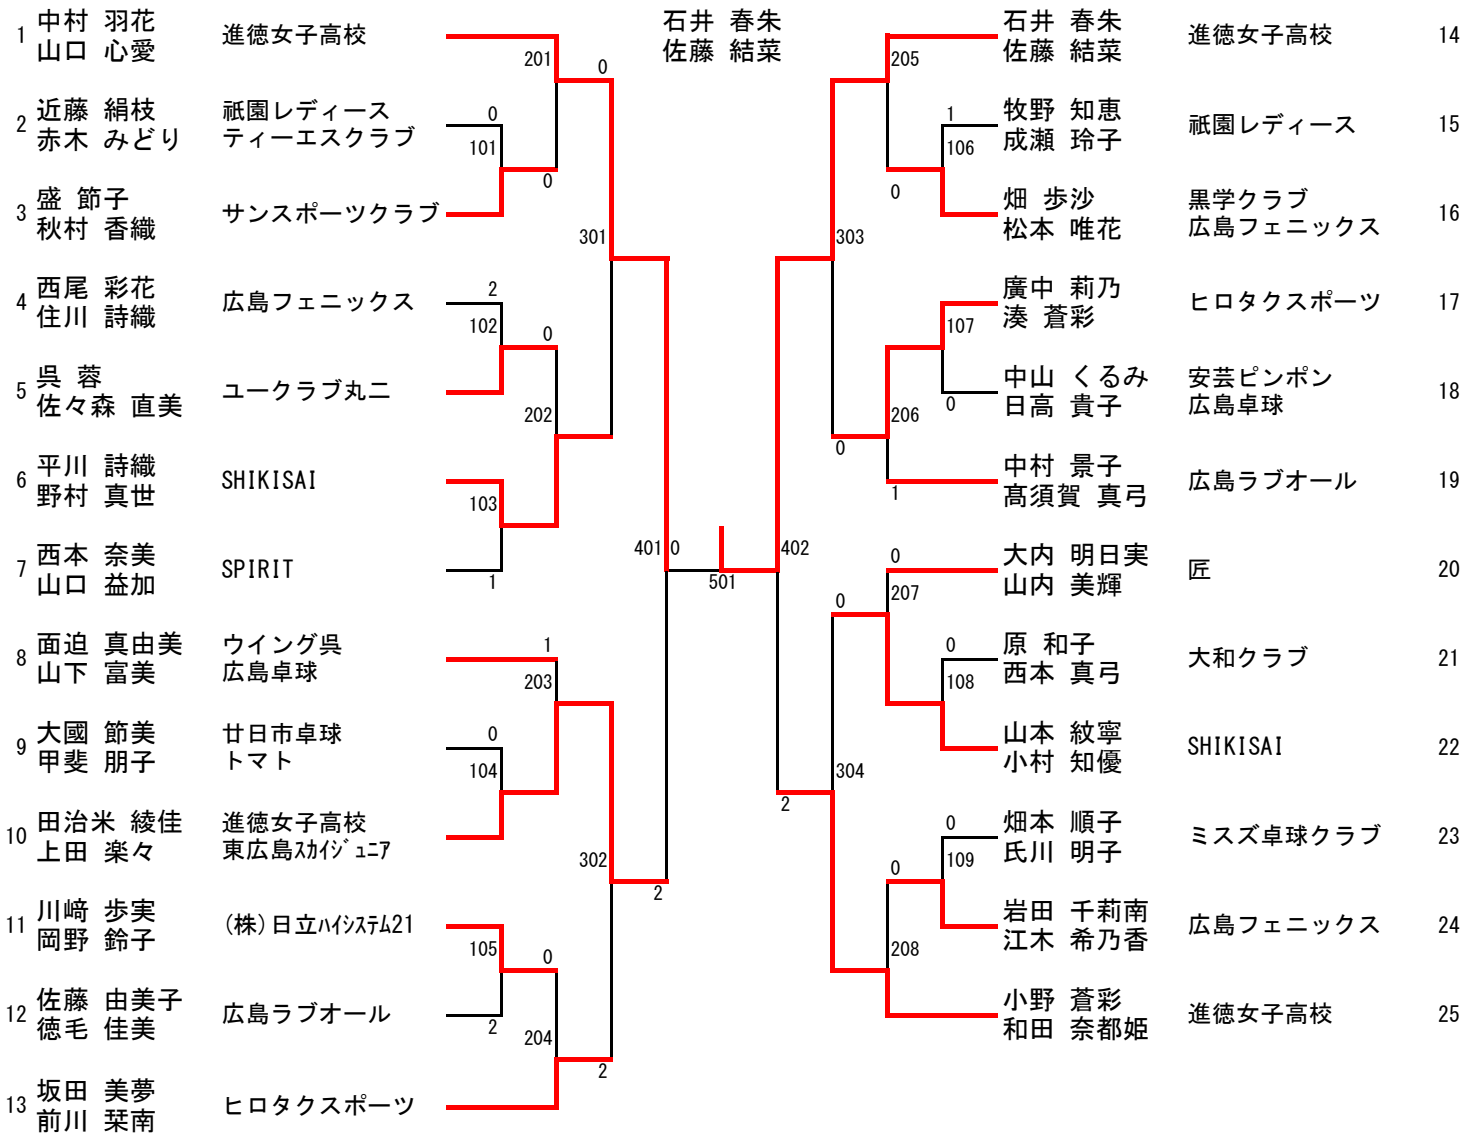 石井 春朱
佐藤 結菜
1 中村 羽花 進徳女子高校
山口 心愛
2 近藤 絹枝 祇園レディース
赤木 みどり ティーエスクラブ
3 盛 節子 サンスポーツクラブ
秋村 香織
4 西尾 彩花 広島フェニックス
住川 詩織
5 呉 蓉 ユークラブ丸二
佐々森 直美
6 平川 詩織 SHIKISAI
野村 真世
7 西本 奈美 SPIRIT
山口 益加
8 面迫 真由美 ウイング呉
山下 富美 広島卓球
9 大國 節美 廿日市卓球
甲斐 朋子 トマト
10 田治米 綾佳 進徳女子高校
上田 楽々 東広島ｽｶｲｼﾞｭﾆｱ
11 川﨑 歩実 (株)日立ﾊｲｼｽﾃﾑ21
岡野 鈴子
12 佐藤 由美子 広島ラブオール
徳毛 佳美
13 坂田 美夢 ヒロタクスポーツ
前川 栞南
201
0
0
101
0
301
2
102
0
202
103
1
401
0
501
1
203
0
104
302
2
105
0
2
204
2
402
205
1
106
0
303
107
0
206
0
1
0
207
0
0
108
304
2
0
109
0
208
石井 春朱 進徳女子高校 14
佐藤 結菜
牧野 知恵 祇園レディース 15
成瀬 玲子
畑 歩沙 黒学クラブ 16
松本 唯花 広島フェニックス
廣中 莉乃 ヒロタクスポーツ 17
湊 蒼彩
中山 くるみ 安芸ピンポン 18
日高 貴子 広島卓球
中村 景子 広島ラブオール 19
髙須賀 真弓
大内 明日実 匠 20
山内 美輝
原 和子 大和クラブ 21
西本 真弓
山本 紋寧 SHIKISAI 22
小村 知優
畑本 順子 ミスズ卓球クラブ 23
氏川 明子
岩田 千莉南 広島フェニックス 24
江木 希乃香
小野 蒼彩 進徳女子高校 25
和田 奈都姫